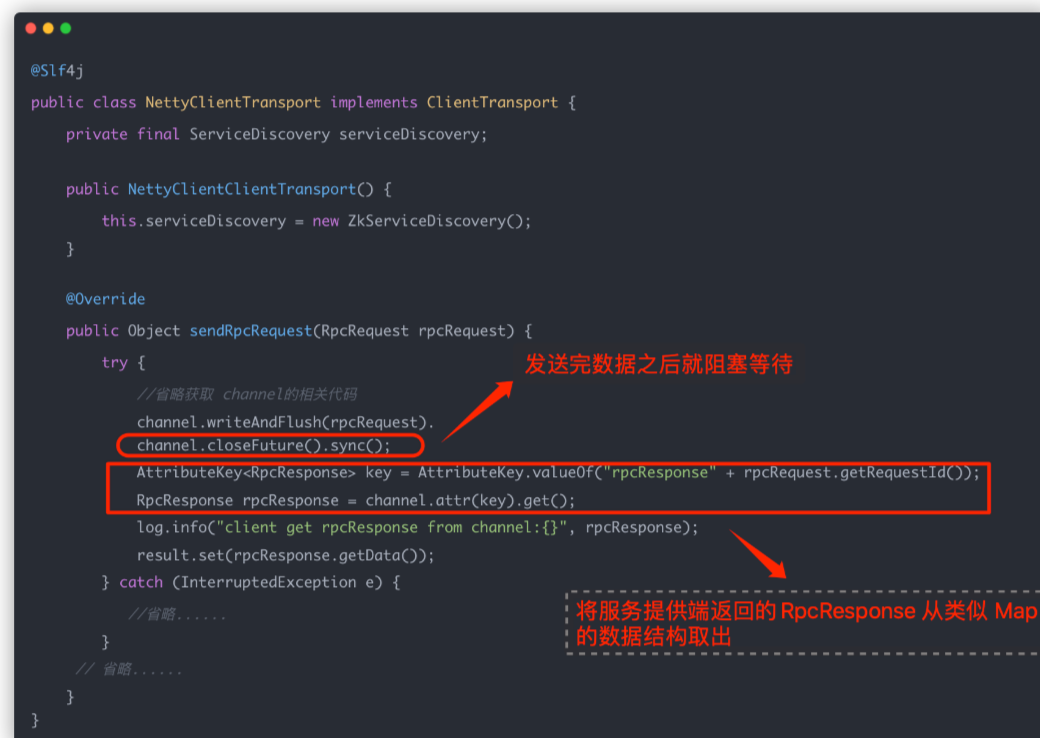 @Slf4j
public class NettyClientTransport implements ClientTransport {
private final ServiceDiscovery serviceDiscovery;
public NettyClientClientTransport() {
this.serviceDiscovery = new ZkServiceDiscovery();
}
@Override
public Object sendRpcRequest(RpcRequest rpcRequest) {
try {
发送完数据之后就阻塞等待
//省略获取 channel的相关代码
channel.writeAndFlush(rpcRequest).
channel.closeFuture().sync();
AttributeKey<RpcResponse> key = AttributeKey.valueOf("rpcResponse" + rpcRequest.getRequestId());
RpcResponse rpcResponse = channel.attr(key).get();
log.info("client get rpcResponse from channel:{}", rpcResponse);
result.set(rpcResponse.getData());
} catch (InterruptedException e) {
//省略......
将服务提供端返回的 RpcResponse 从类似 Map
的数据结构取出
}
// 省略......
}
}